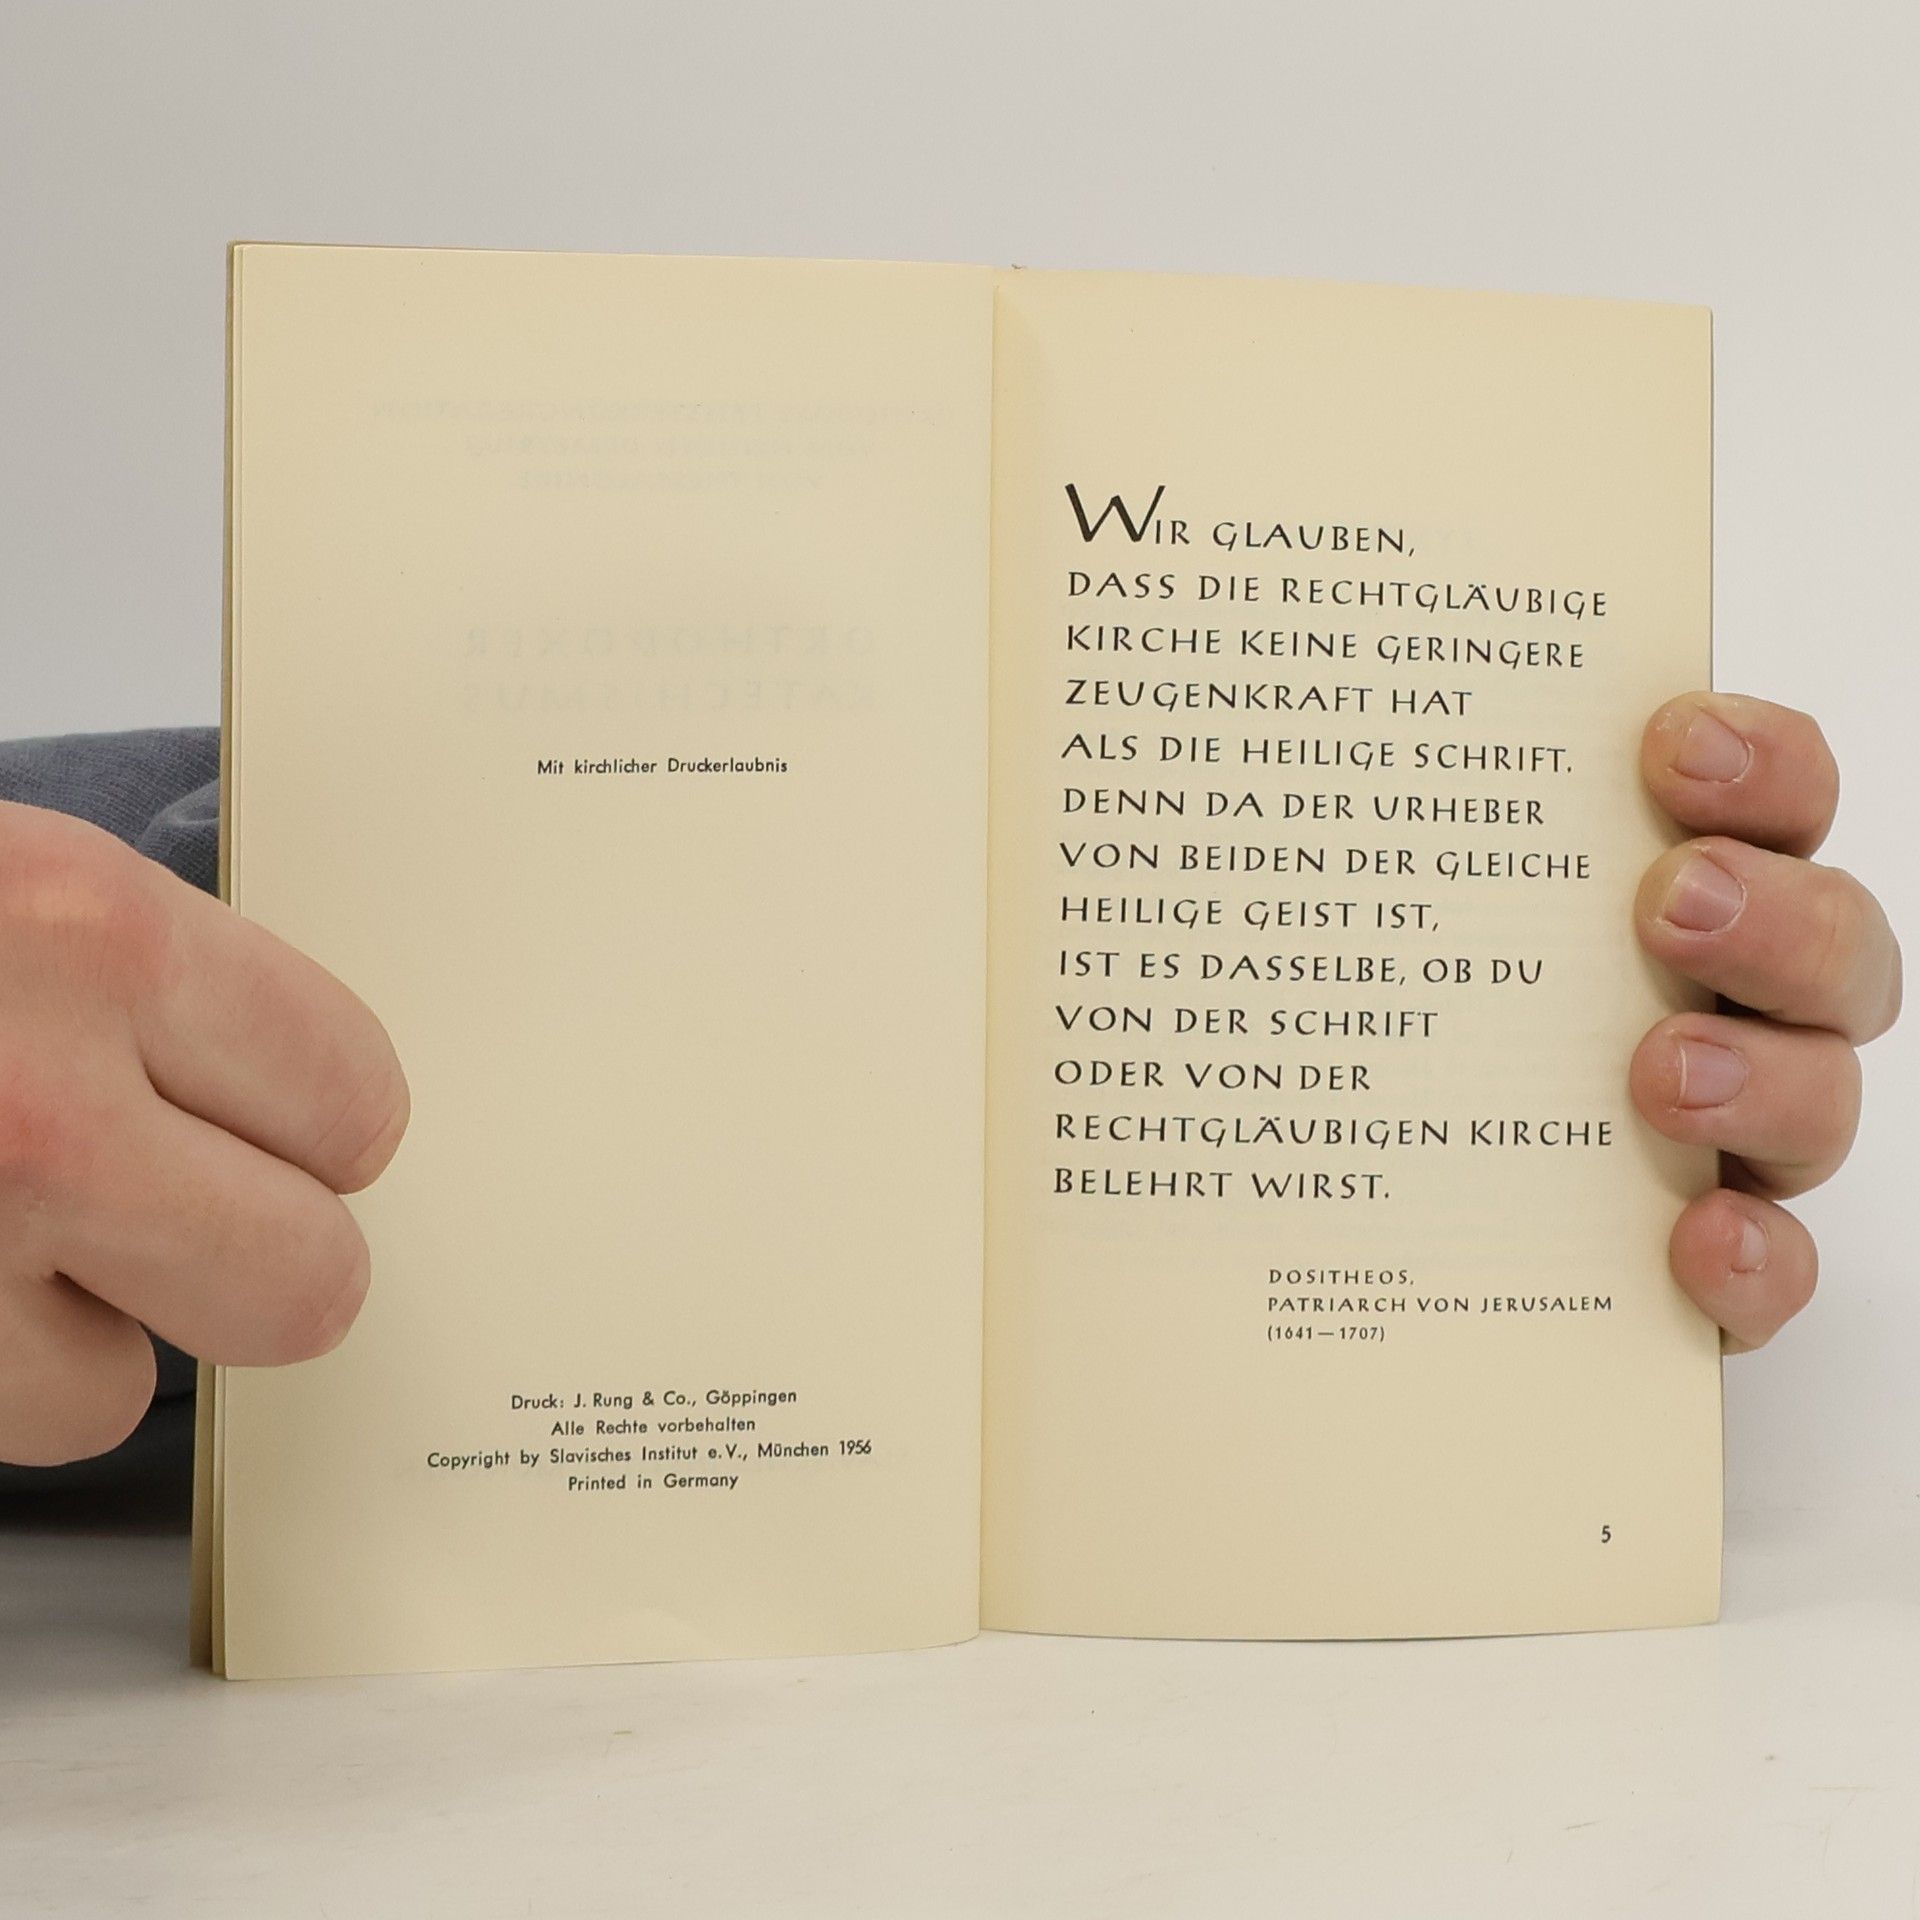 Mit kirchlicher Druckerlaubnis
Druck: J. Rung & Co., Göppingen
Alle Rechte vorbehalten
Copyright by Slavisches Institut e. V., München 1956
Printed in Germany
WIR GLAUBEN,
DASS DIE RECHTGLÄUBIGE
KIRCHE KEINE GERINGERE
ZEUGENKRAFT HAT
ALS DIE HEILIGE SCHRIFT.
DENN DA DER URHEBER
VON BEIDEN DER GLEICHE
HEILIGE GEIST IST,
IST ES DASSELBE, OB DU
VON DER SCHRIFT
ODER VON DER
RECHTGLÄUBIGEN KIRCHE
BELEHRT WIRST.
DOSITHEOS,
PATRIARCH VON JERUSALEM
(1641—1707)
5